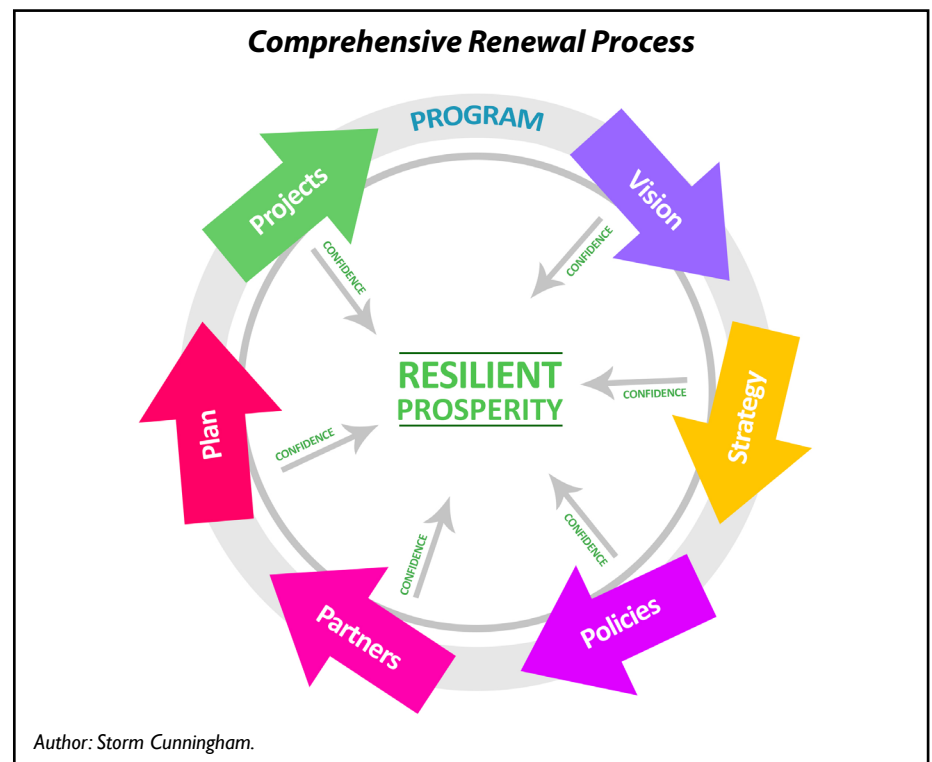 Comprehensive Renewal Process
PROGRAM
Vision
CONFIDENCE
Strategy
CONFIDENCE
Policies
CONFIDENCE
Partners
CONFIDENCE
Plan
CONFIDENCE
Projects
CONFIDENCE
RESILIENT
PROSPERITY
Author: Storm Cunningham.